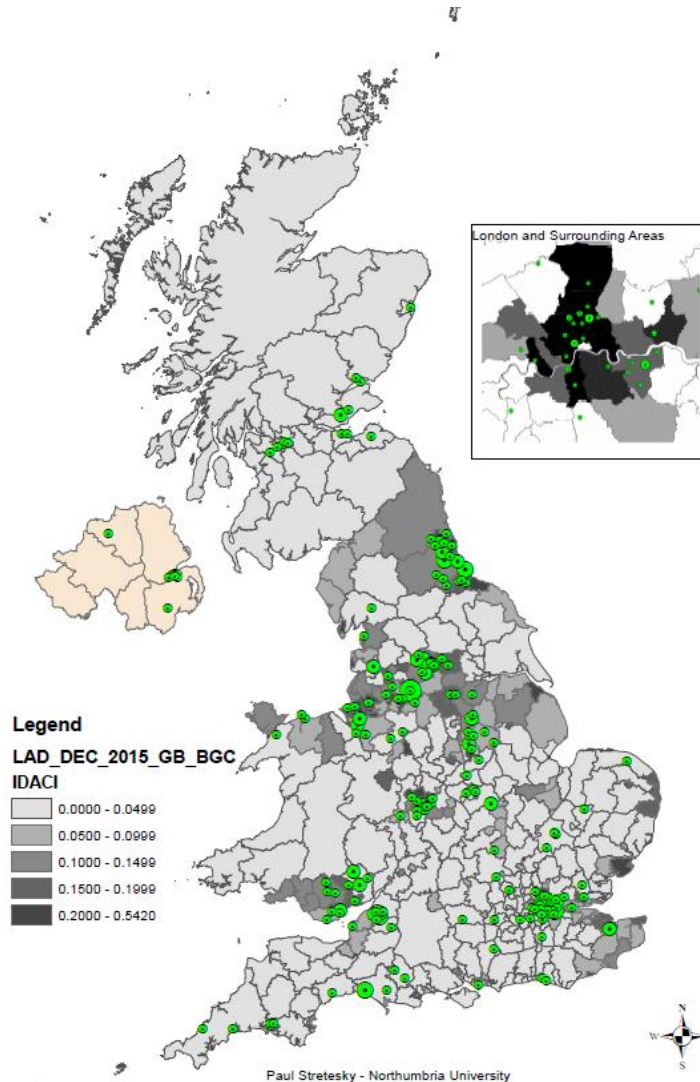 London and Surrounding Areas
Legend
LAD_DEC_2015_GB_BGC
IDACI
0.0000 - 0.0499
0.0500 - 0.0999
0.1000 - 0.1499
0.1500 - 0.1999
0.2000 - 0.5420
N
W
E
S
Paul Stretesky - Northumbria University